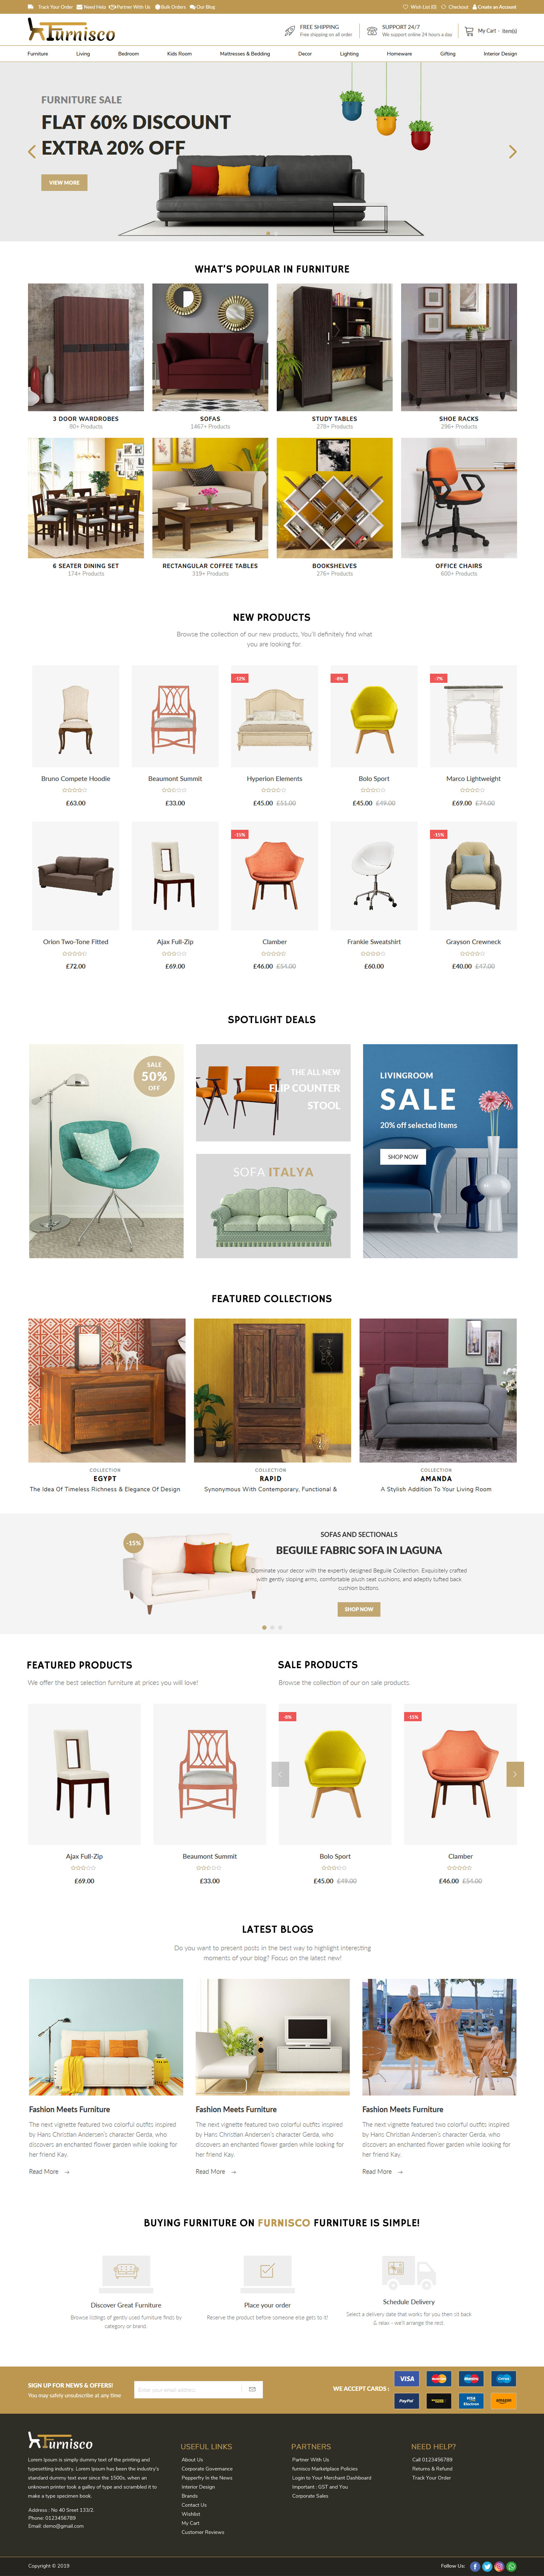 Track Your Order Need Help Partner With Us Bulk Orders Our Blog
Wish List (0) Checkout Create an Account
Furnisco
FREE SHIPPING
Free shipping on all order
SUPPORT 24/7
We support online 24 hours a day
My Cart - item(s)
Furniture Living Bedroom Kids Room Mattresses & Bedding Decor Lighting Homeware Gifting Interior Design
FURNITURE SALE
FLAT 60% DISCOUNT
EXTRA 20% OFF
VIEW MORE
WHAT'S POPULAR IN FURNITURE
3 DOOR WARDROBES SOFAS STUDY TABLES SHOE RACKS
80+ Products 1467+ Products 278+ Products 296+ Products
6 SEATER DINING SET RECTANGULAR COFFEE TABLES BOOKSHELVES OFFICE CHAIRS
174+ Products 319+ Products 276+ Products 600+ Products
NEW PRODUCTS
Browse the collection of our new products, You'll definitely find what
you are looking for.
-12% -8% -7%
Bruno Compete Hoodie Beaumont Summit Hyperion Elements Bolo Sport Marco Lightweight
£63.00 £33.00 £45.00 £51.00 £45.00 £49.00 £69.00 £74.00
-15% -15%
Orion Two-Tone Fitted Ajax Full-Zip Clamber Frankie Sweatshirt Grayson Crewneck
£72.00 £69.00 £46.00 £54.00 £60.00 £40.00 £47.00
SPOTLIGHT DEALS
SALE
50%
OFF
THE ALL NEW
FLIP COUNTER
STOOL
SOFA ITALYA
LIVINGROOM
SALE
20% off selected items
SHOP NOW
FEATURED COLLECTIONS
COLLECTION COLLECTION COLLECTION
EGYPT RAPID AMANDA
The Idea Of Timeless Richness & Elegance Of Design Synonymous With Contemporary, Functional & A Stylish Addition To Your Living Room
-15%
SOFAS AND SECTIONALS
BEGUILE FABRIC SOFA IN LAGUNA
Dominate your decor with the expertly designed Beguile Collection. Exquisitely crafted
with gently sloping arms, comfortable plush seat cushions, and adeptly tufted back
cushion buttons.
SHOP NOW
FEATURED PRODUCTS
We offer the best selection furniture at prices you will love!
SALE PRODUCTS
Browse the collection of our on sale products.
-8% -15%
Ajax Full-Zip Beaumont Summit Bolo Sport Clamber
£69.00 £33.00 £45.00 £49.00 £46.00 £54.00
LATEST BLOGS
Do you want to present posts in the best way to highlight interesting
moments of your blog? Focus on the latest new!
Fashion Meets Furniture
The next vignette featured two colorful outfits inspired
by Hans Christian Andersen's character Gerda, who
discovers an enchanted flower garden while looking for
her friend Kay.
Read More →
Fashion Meets Furniture
The next vignette featured two colorful outfits inspired
by Hans Christian Andersen's character Gerda, who
discovers an enchanted flower garden while looking for
her friend Kay.
Read More →
Fashion Meets Furniture
The next vignette featured two colorful outfits inspired
by Hans Christian Andersen's character Gerda, who
discovers an enchanted flower garden while looking for
her friend Kay.
Read More →
BUYING FURNITURE ON FURNISCO FURNITURE IS SIMPLE!
Discover Great Furniture
Browse listings of gently used furniture finds by
category or brand.
Place your order
Reserve the product before someone else gets to it!
Schedule Delivery
Select a delivery date that works for you then sit back
& relax - we'll arrange the rest.
SIGN UP FOR NEWS & OFFERS!
You may safely unsubscribe at any time
Enter your email address
WE ACCEPT CARDS :
VISA MasterCard Maestro Cirrus
PayPal VISA Electron amazon
Furnisco
Lorem Ipsum is simply dummy text of the printing and
typesetting industry. Lorem Ipsum has been the industry's
standard dummy text ever since the 1500s, when an
unknown printer took a galley of type and scrambled it to
make a type specimen book.
Address : No 40 Sreet 133/2.
Phone: 0123456789
Email: demo@gmail.com
USEFUL LINKS
About Us
Corporate Governance
Pepperfry in the News
Interior Design
Brands
Contact Us
Wishlist
My Cart
Customer Reviews
PARTNERS
Partner With Us
furnisco Marketplace Policies
Login to Your Merchant Dashboard
Important : GST and You
Corporate Sales
NEED HELP?
Call 0123456789
Returns & Refund
Track Your Order
Copyright © 2019
Follow Us: